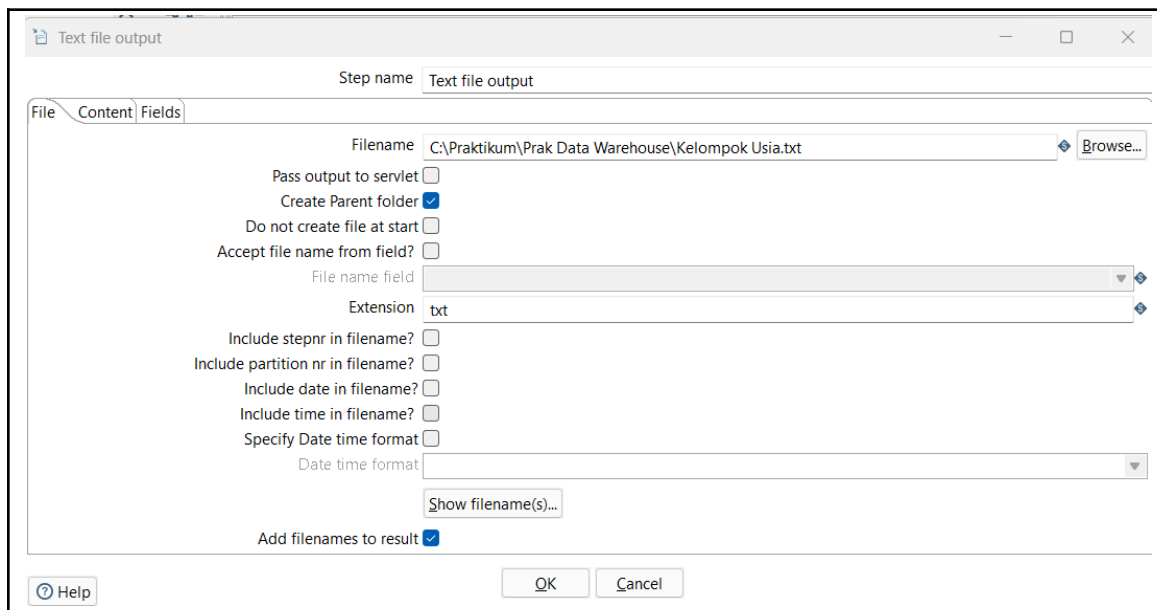 Text file output
Step name Text file output
File Content Fields
Filename C:\Praktikum\Prak Data Warehouse\Kelompok Usia.txt Browse...
Pass output to servlet
Create Parent folder
Do not create file at start
Accept file name from field?
File name field
Extension txt
Include stepnr in filename?
Include partition nr in filename?
Include date in filename?
Include time in filename?
Specify Date time format
Date time format
Show filename(s)...
Add filenames to result
Help OK Cancel